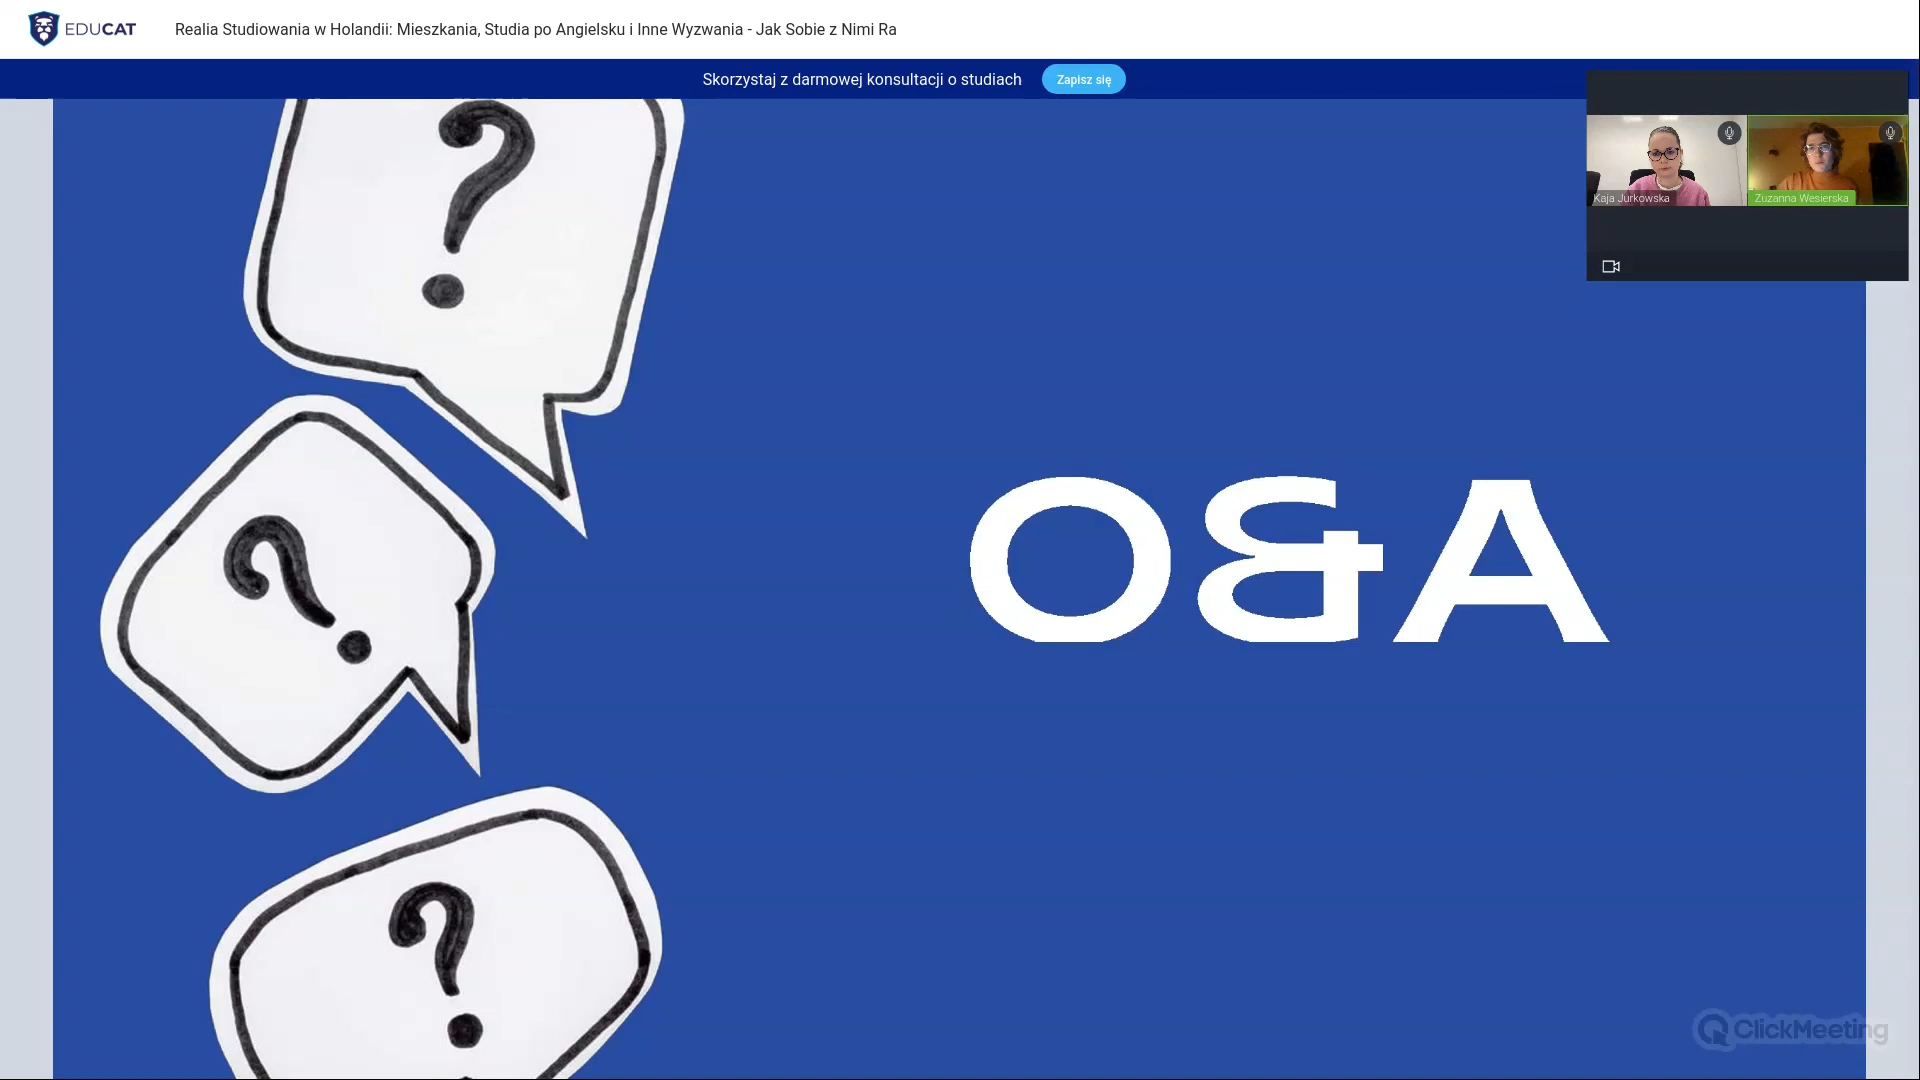 EDUCAT
Realia Studiowania w Holandii: Mieszkania, Studia po Angielsku i Inne Wyzwania - Jak Sobie z Nimi Ra
Skorzystaj z darmowej konsultacji o studiach
Zapisz się
Kaja Jurkowska
Zuzanna Wesierska
?
O&A
?
?
ClickMeeting